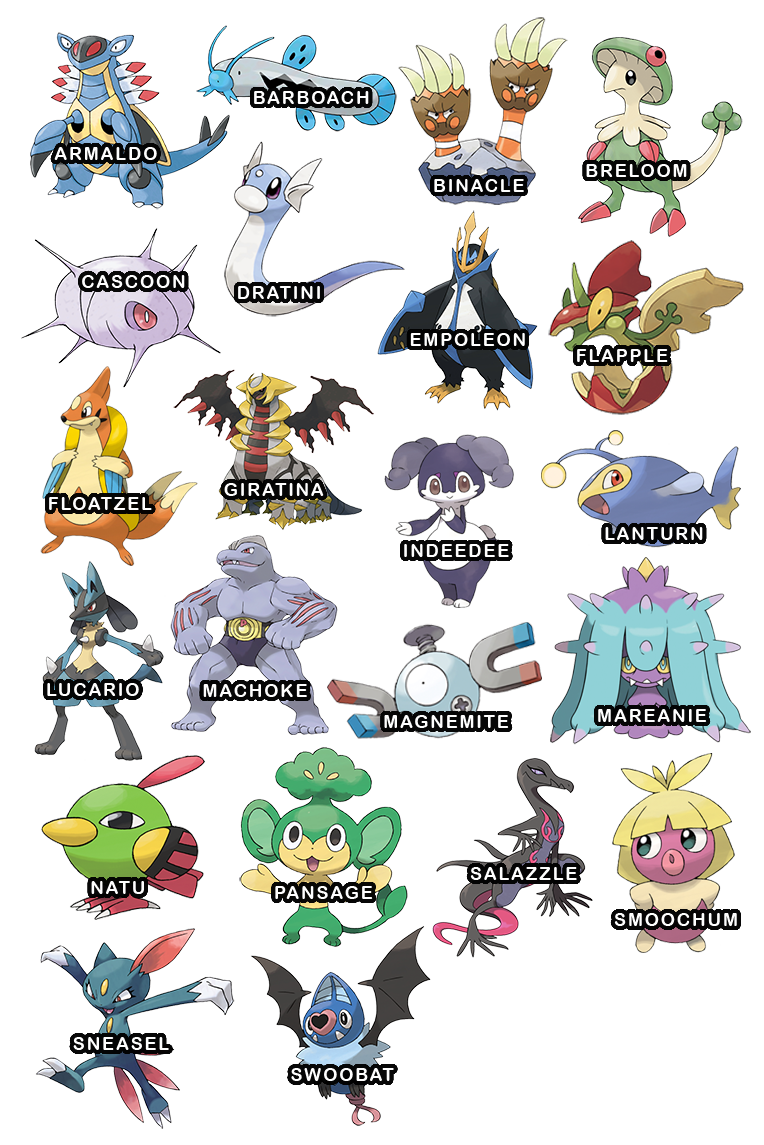 ARMALDO
BARBOACH
BINACLE
BRELOOM
CASCOON
DRATINI
EMPOLEON
FLAPPLE
FLOATZEL
GIRATINA
INDEEDEE
LANTURN
LUCARIO
MACHOKE
MAGNEMITE
MAREANIE
NATU
PANSAGE
SALAZZLE
SMOOCHUM
SNEASEL
SWOOBAT